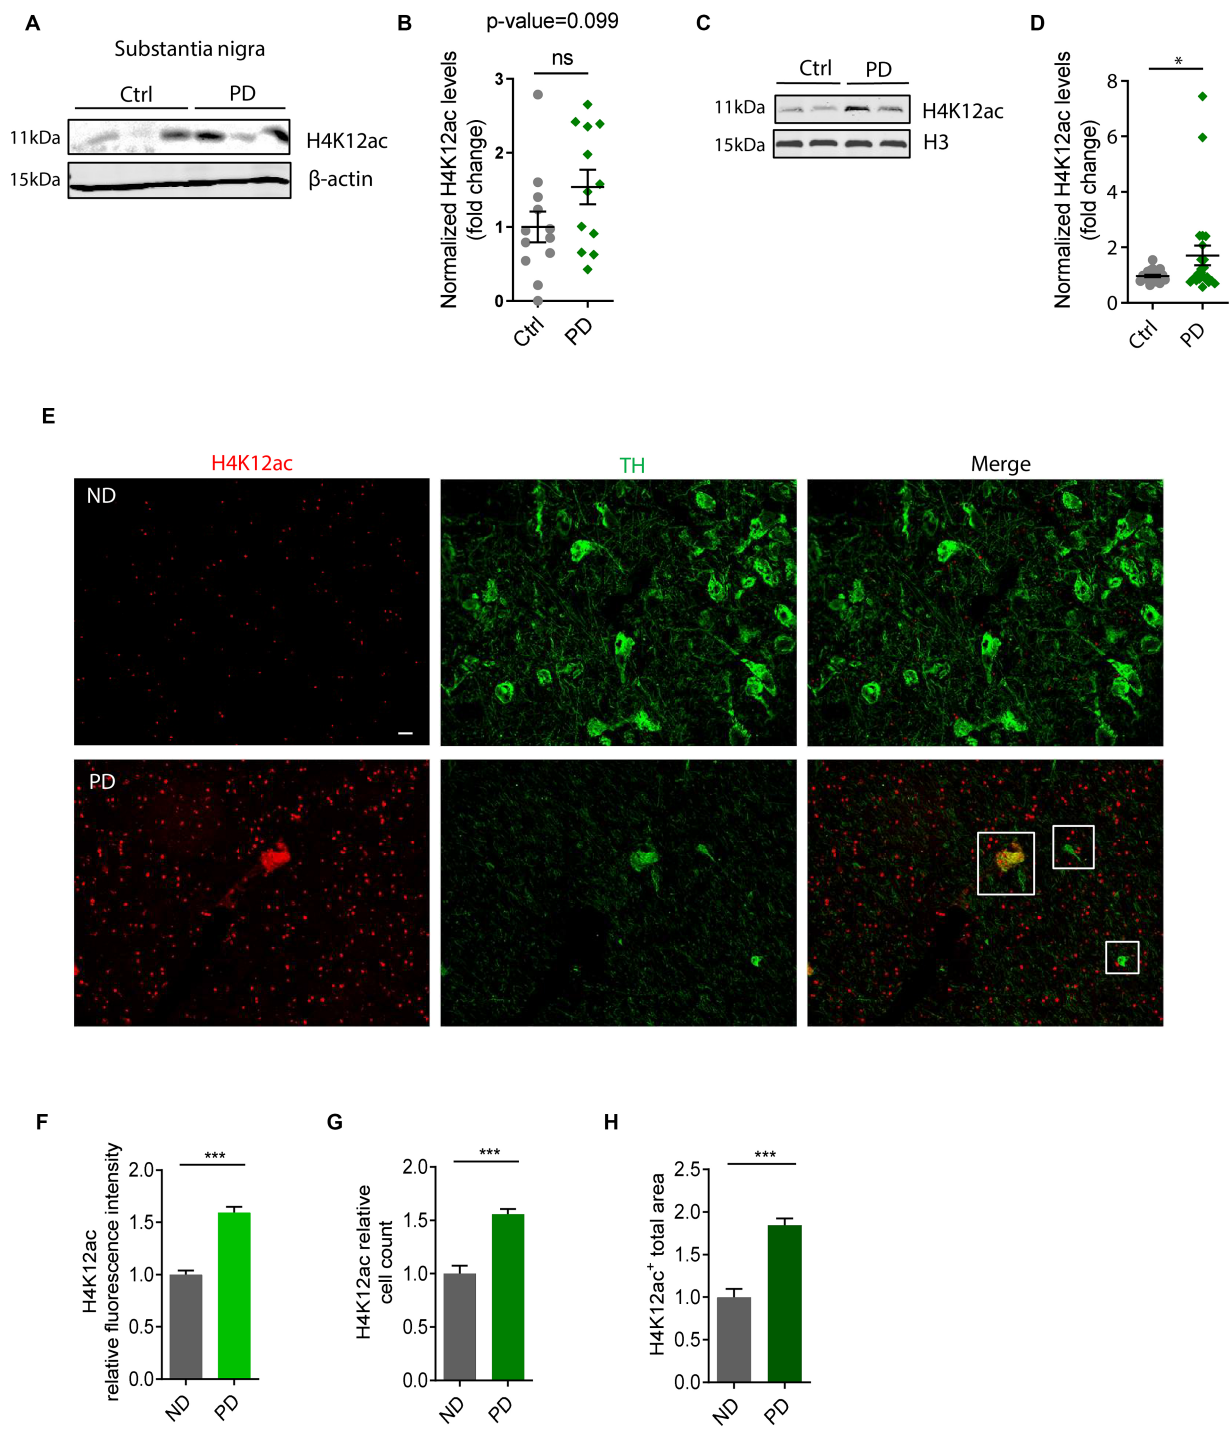 A
Substantia nigra
Ctrl PD
11kDa H4K12ac
15kDa β-actin
B
p-value=0.099
ns
Normalized H4K12ac levels
(fold change)
3
2
1
0
Ctrl PD
C
Ctrl PD
11kDa H4K12ac
15kDa H3
D
*
Normalized H4K12ac levels
(fold change)
8
6
4
2
0
Ctrl PD
E
H4K12ac TH Merge
ND
PD
F
***
H4K12ac
relative fluorescence intensity
2.0
1.5
1.0
0.5
0.0
ND PD
G
***
H4K12ac relative
cell count
2.0
1.5
1.0
0.5
0.0
ND PD
H
***
H4K12ac+ total area
2.5
2.0
1.5
1.0
0.5
0.0
ND PD